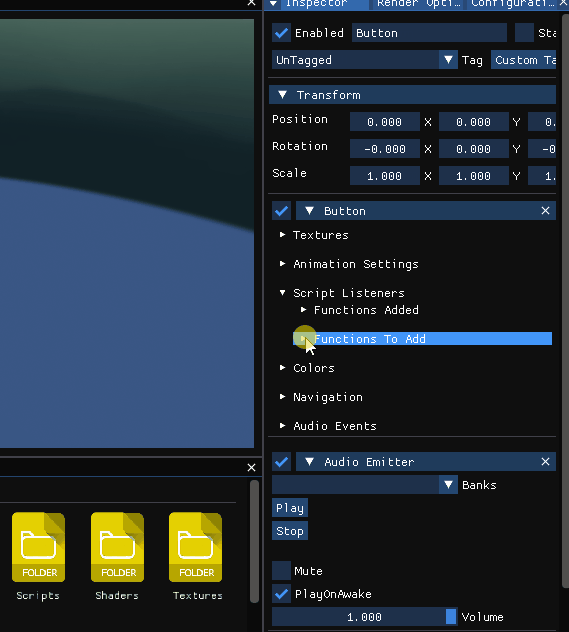 Inspector Render Opti… Configurati…
Enabled Button Sta
UnTagged Tag Custom Ta
Transform
Position 0.000 X 0.000 Y 0.
Rotation -0.000 X 0.000 Y -0
Scale 1.000 X 1.000 Y 1.
Button
Textures
Animation Settings
Script Listeners
Functions Added
Functions To Add
Colors
Navigation
Audio Events
Audio Emitter
Banks
Play
Stop
Mute
PlayOnAwake
1.000 Volume
FOLDER FOLDER FOLDER
Scripts Shaders Textures